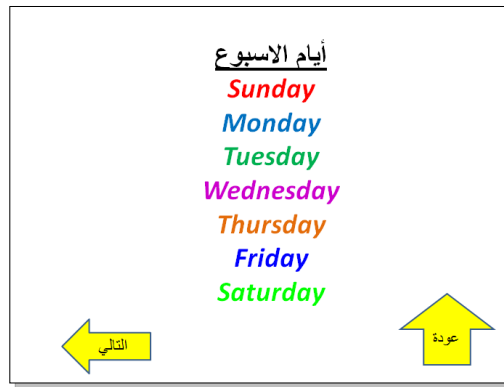 أيام الاسبوع
Sunday
Monday
Tuesday
Wednesday
Thursday
Friday
Saturday
عودة
التالي